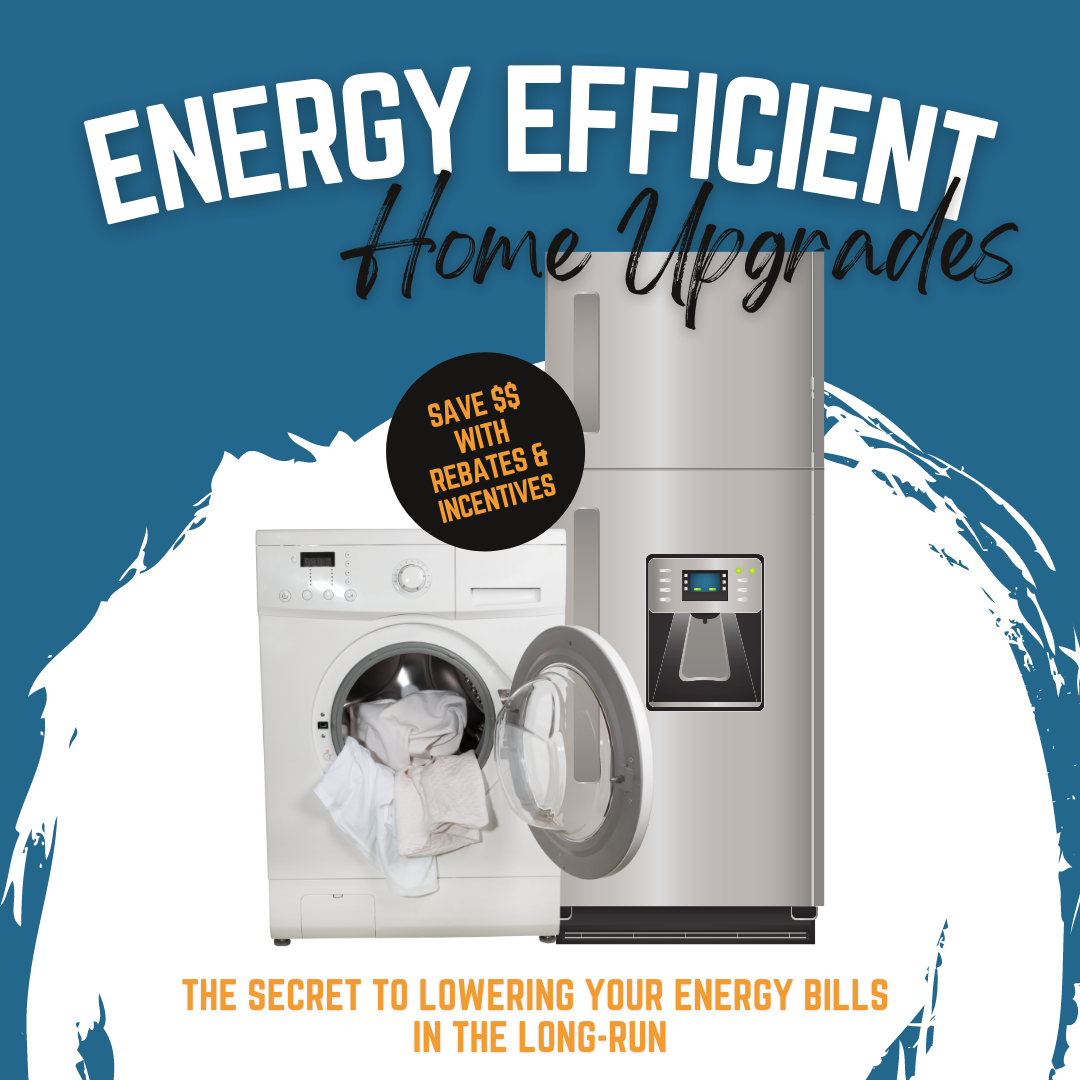 ENERGY EFFICIENT
Home Upgrades
SAVE $$
WITH
REBATES &
INCENTIVES
THE SECRET TO LOWERING YOUR ENERGY BILLS
IN THE LONG-RUN